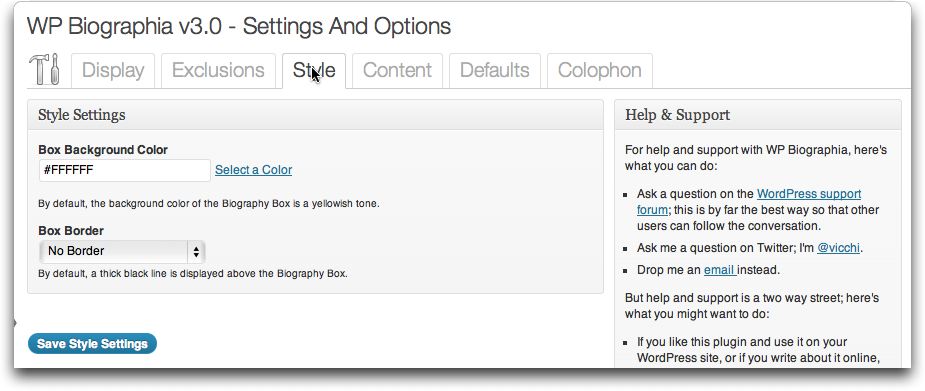 WP Biographia v3.0 - Settings And Options
Display
Exclusions
Style
Content
Defaults
Colophon
Style Settings
Box Background Color
#FFFFFF
Select a Color
By default, the background color of the Biography Box is a yellowish tone.
Box Border
No Border
By default, a thick black line is displayed above the Biography Box.
Save Style Settings
Help & Support
For help and support with WP Biographia, here's
what you can do:
Ask a question on the WordPress support
forum; this is by far the best way so that other
users can follow the conversation.
Ask me a question on Twitter; I'm @vicchi.
Drop me an email instead.
But help and support is a two way street; here's
what you might want to do:
If you like this plugin and use it on your
WordPress site, or if you write about it online,